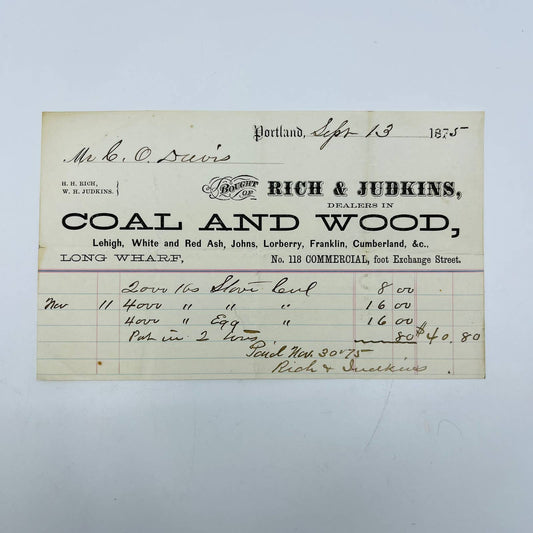 Portland, Sept 13 1875
Mr C. O. Davis
H. H. RICH,
W. H. JUDKINS.
BOUGHT OF RICH & JUDKINS,
DEALERS IN
COAL AND WOOD,
Lehigh, White and Red Ash, Johns, Lorberry, Franklin, Cumberland, &c.,
LONG WHARF, No. 118 COMMERCIAL, foot Exchange Street.
2000 lbs Stove Coal 8 00
Nov 11 4000 " " " 16 00
4000 " Egg " 16 00
Put in 2 tons 80 $40.80
Paid Nov. 30 75
Rich & Judkins